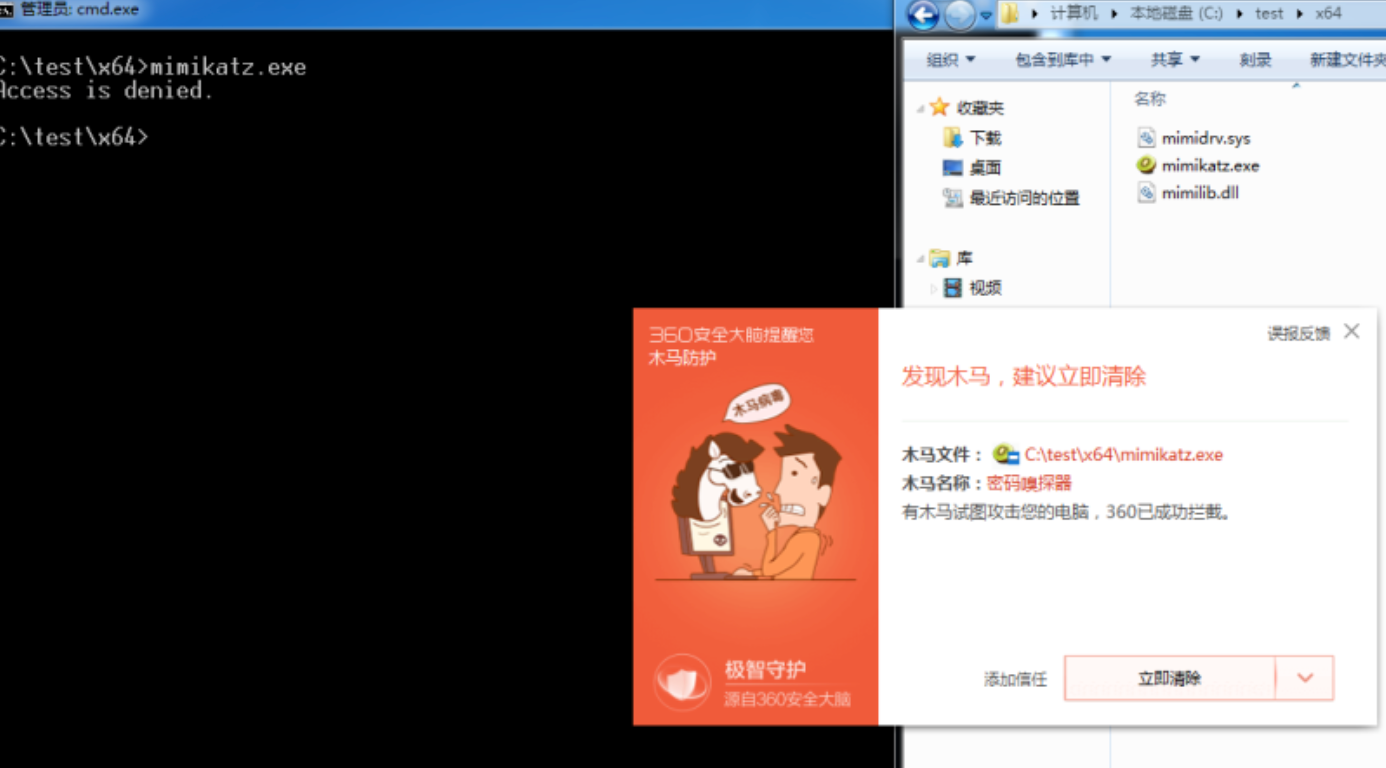 管理员: cmd.exe
C:\test\x64>mimikatz.exe
Access is denied.
C:\test\x64>
计算机 本地磁盘 (C:) test x64
组织 包含到库中 共享 刻录 新建文件夹
名称
收藏夹
下载
桌面
最近访问的位置
库
视频
mimidrv.sys
mimikatz.exe
mimilib.dll
360安全大脑提醒您
木马防护
木马病毒
极智守护
源自360安全大脑
误报反馈
发现木马，建议立即清除
木马文件： C:\test\x64\mimikatz.exe
木马名称：密码嗅探器
有木马试图攻击您的电脑，360已成功拦截。
添加信任 立即清除